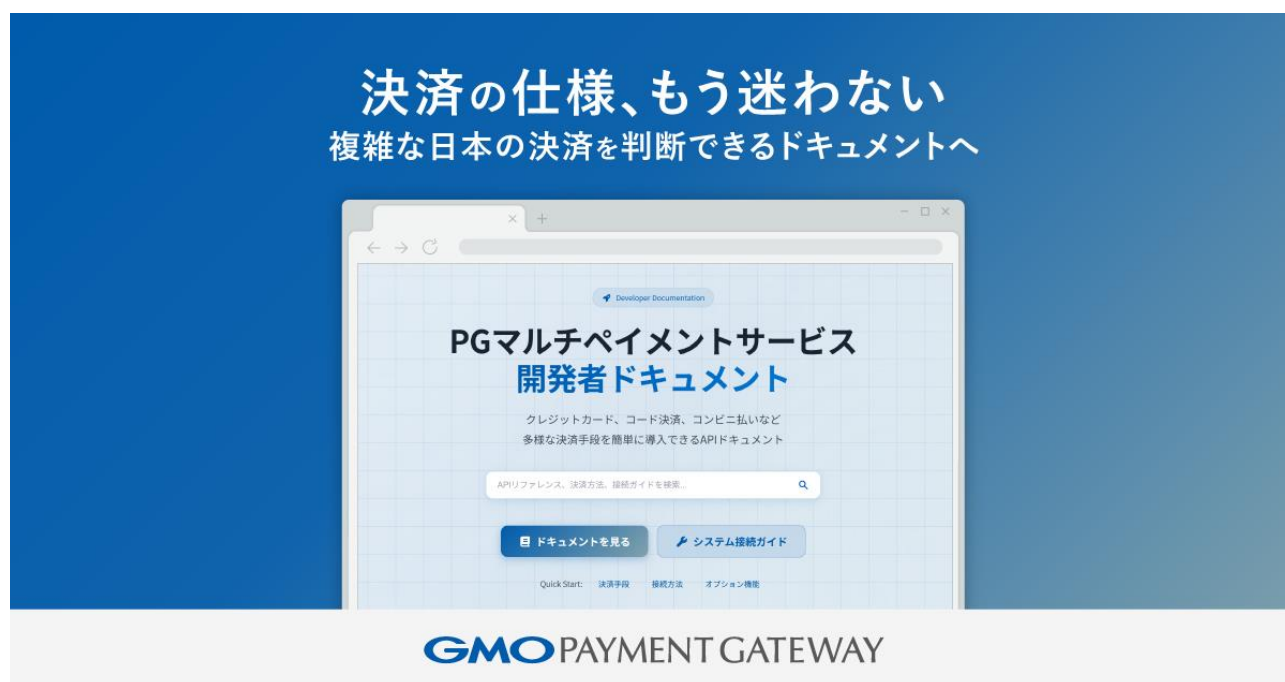 決済の仕様、もう迷わない
複雑な日本の決済を判断できるドキュメントへ
Developer Documentation
PGマルチペイメントサービス
開発者ドキュメント
クレジットカード、コード決済、コンビニ払いなど
多様な決済手段を簡単に導入できるAPIドキュメント
APIリファレンス、決済方法、接続ガイドを検索...
ドキュメントを見る
システム接続ガイド
Quick Start: 決済手段 接続方法 オプション機能
GMO PAYMENT GATEWAY